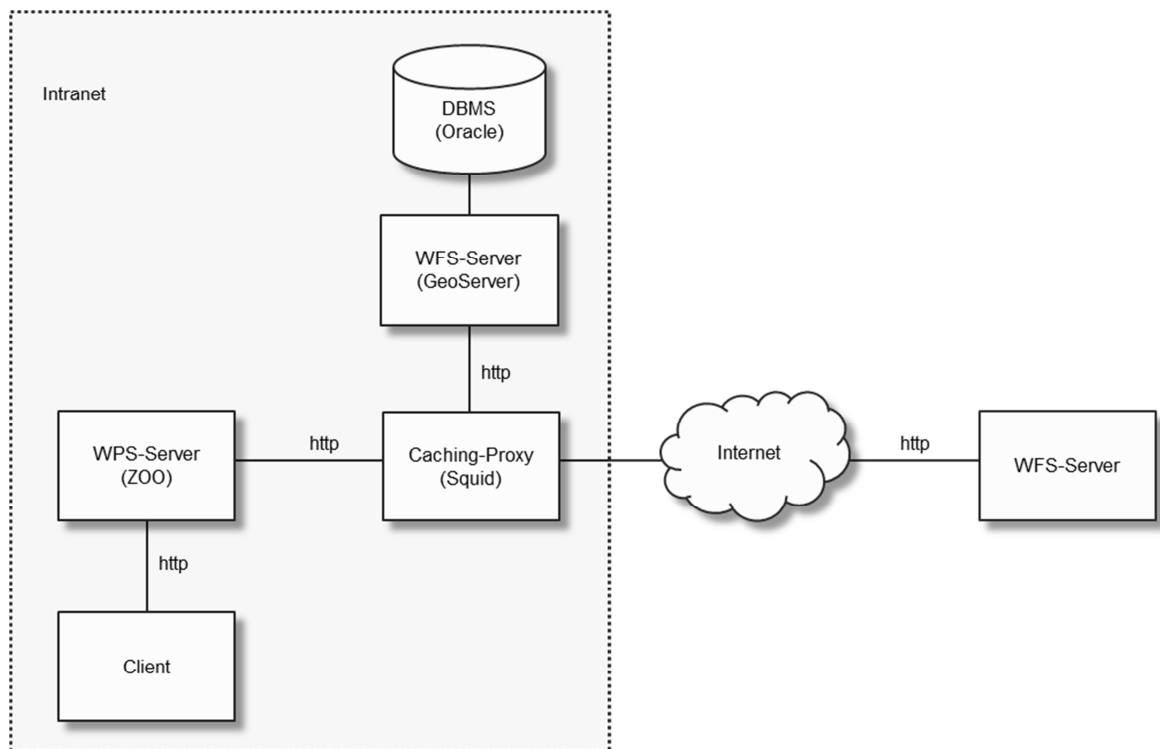 Intranet
DBMS
(Oracle)
WFS-Server
(GeoServer)
http
WPS-Server
(ZOO)
http
Caching-Proxy
(Squid)
Internet
http
WFS-Server
http
Client